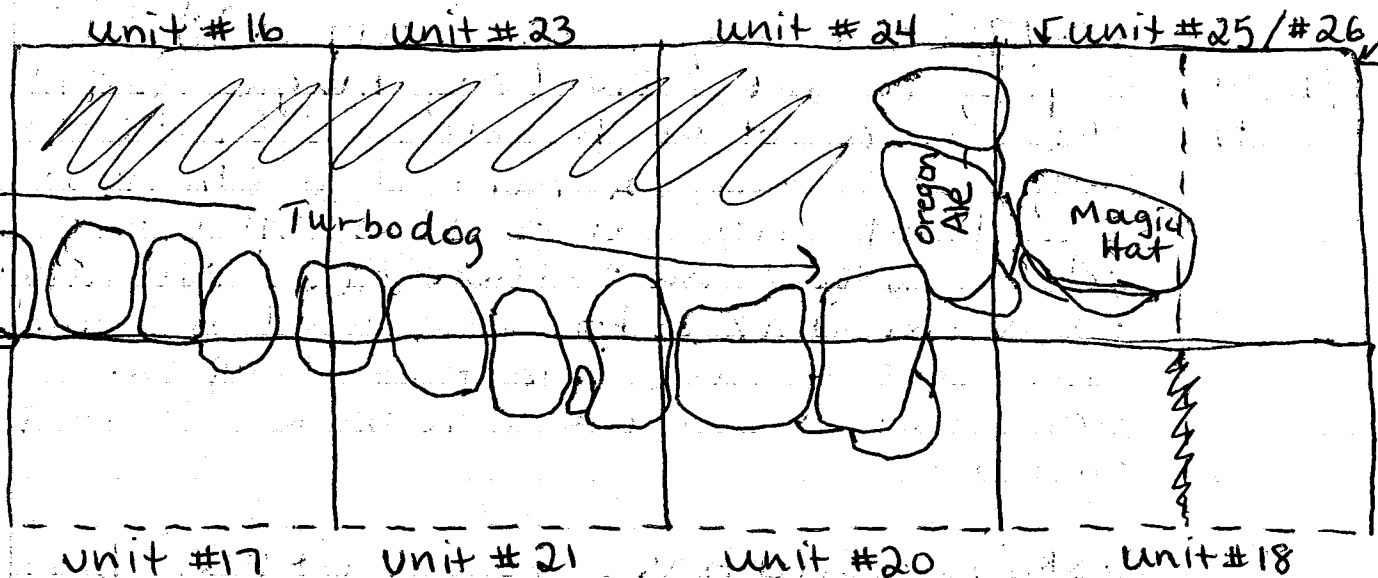 unit #16 unit #23 unit #24 unit #25/#26
Oregon
Ale
Magic
Hat
Turbodog
unit #17 unit #21 unit #20 unit #18